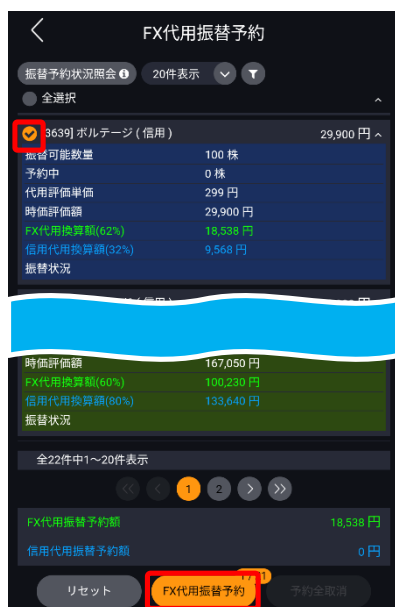 FX代用振替予約
振替予約状況照会 20件表示
全選択
3639] ボルテージ ( 信用 ) 29,900 円
振替可能数量 100 株
予約中 0 株
代用評価単価 299 円
時価評価額 29,900 円
FX代用換算額(62%) 18,538 円
信用代用換算額(32%) 9,568 円
振替状況
時価評価額 167,050 円
FX代用換算額(60%) 100,230 円
信用代用換算額(80%) 133,640 円
振替状況
全22件中1～20件表示
1 2
FX代用振替予約額 18,538 円
信用代用振替予約額 0 円
リセット FX代用振替予約 予約全取消